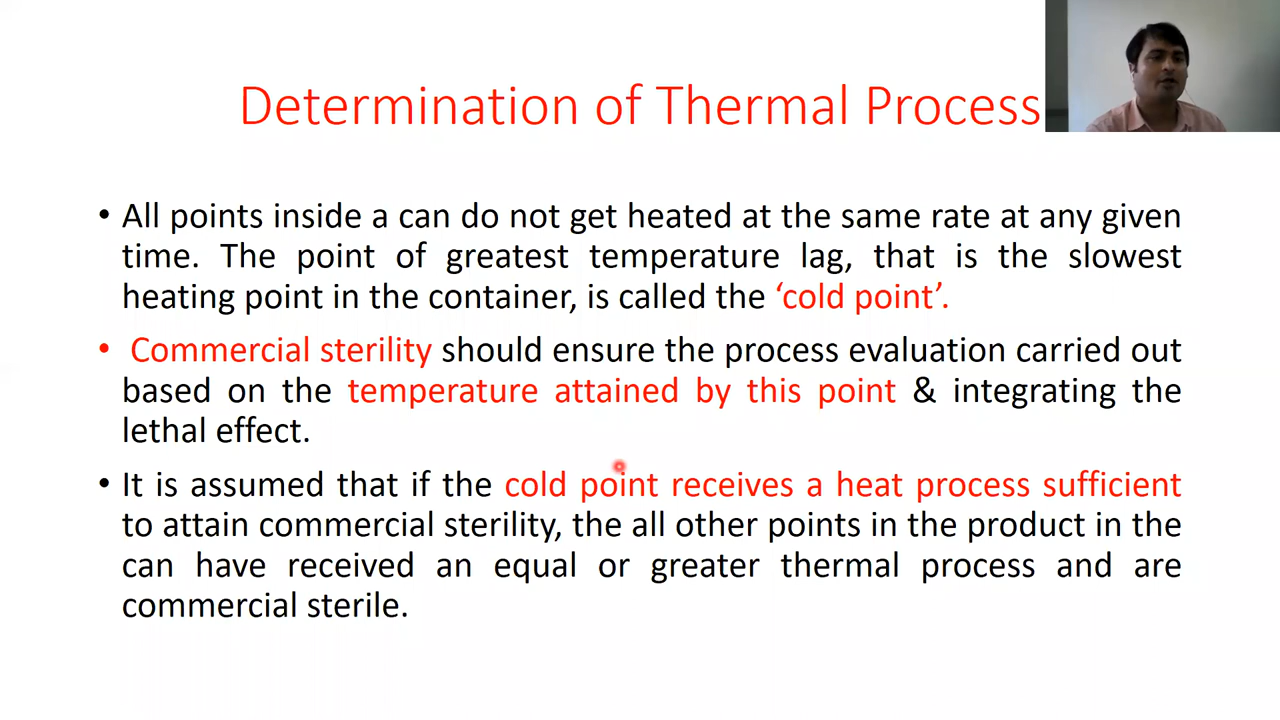 Determination of Thermal Process
• All points inside a can do not get heated at the same rate at any given
time. The point of greatest temperature lag, that is the slowest
heating point in the container, is called the ‘cold point’.
• Commercial sterility should ensure the process evaluation carried out
based on the temperature attained by this point & integrating the
lethal effect.
• It is assumed that if the cold point receives a heat process sufficient
to attain commercial sterility, the all other points in the product in the
can have received an equal or greater thermal process and are
commercial sterile.